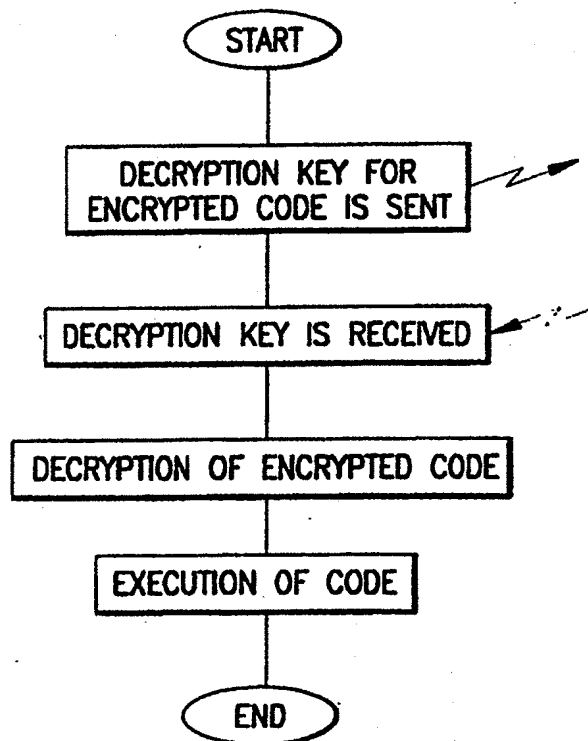 START
DECRYPTION KEY FOR
ENCRYPTED CODE IS SENT
DECRYPTION KEY IS RECEIVED
DECRYPTION OF ENCRYPTED CODE
EXECUTION OF CODE
END